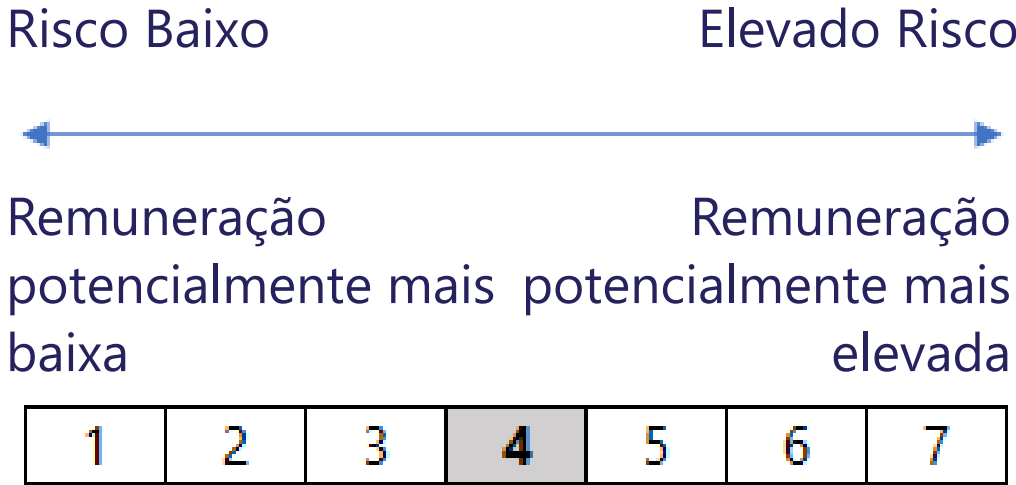 Risco Baixo Elevado Risco
Remuneração Remuneração
potencialmente mais potencialmente mais
baixa elevada
1 2 3 4 5 6 7